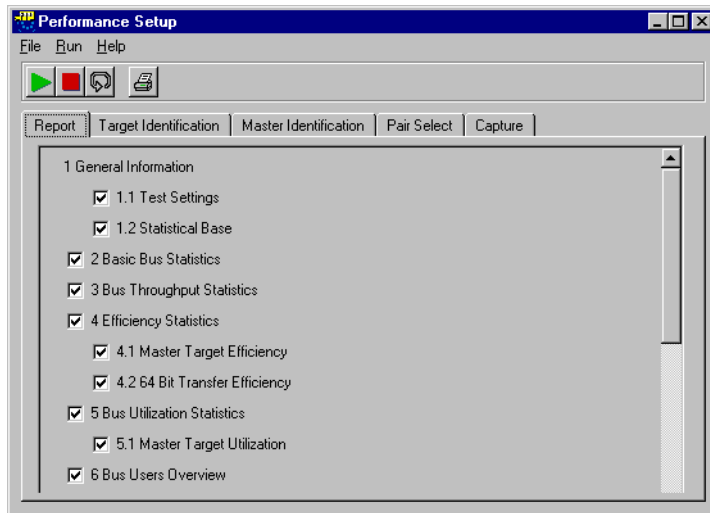 Performance Setup
File Run Help
Report Target Identification Master Identification Pair Select Capture
1 General Information
1.1 Test Settings
1.2 Statistical Base
2 Basic Bus Statistics
3 Bus Throughput Statistics
4 Efficiency Statistics
4.1 Master Target Efficiency
4.2 64 Bit Transfer Efficiency
5 Bus Utilization Statistics
5.1 Master Target Utilization
6 Bus Users Overview